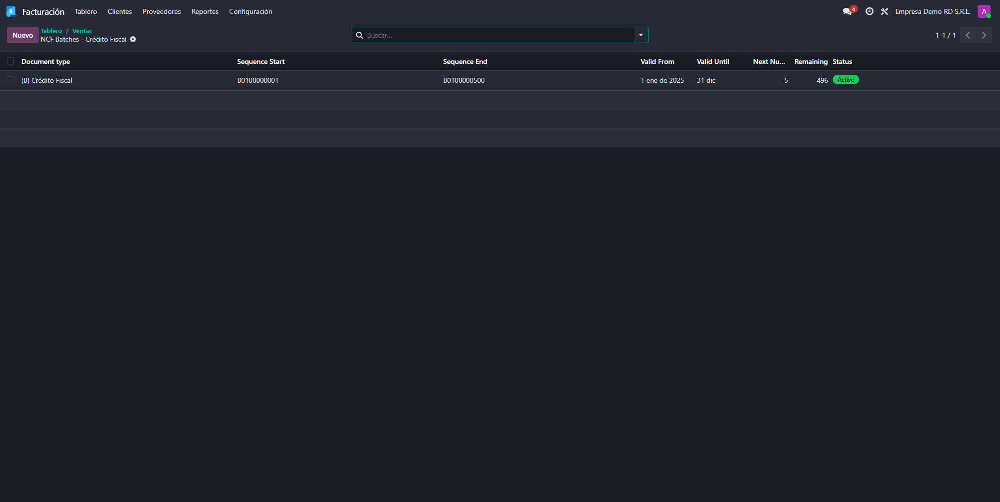 Facturación Tablero Clientes Proveedores Reportes Configuración 4 Empresa Demo RD S.R.L. A
Nuevo Tablero / Ventas
NCF Batches - Crédito Fiscal
Buscar...
1-1 / 1
Document type Sequence Start Sequence End Valid From Valid Until Next Nu... Remaining Status
(B) Crédito Fiscal B0100000001 B0100000500 1 ene de 2025 31 dic 5 496 Active